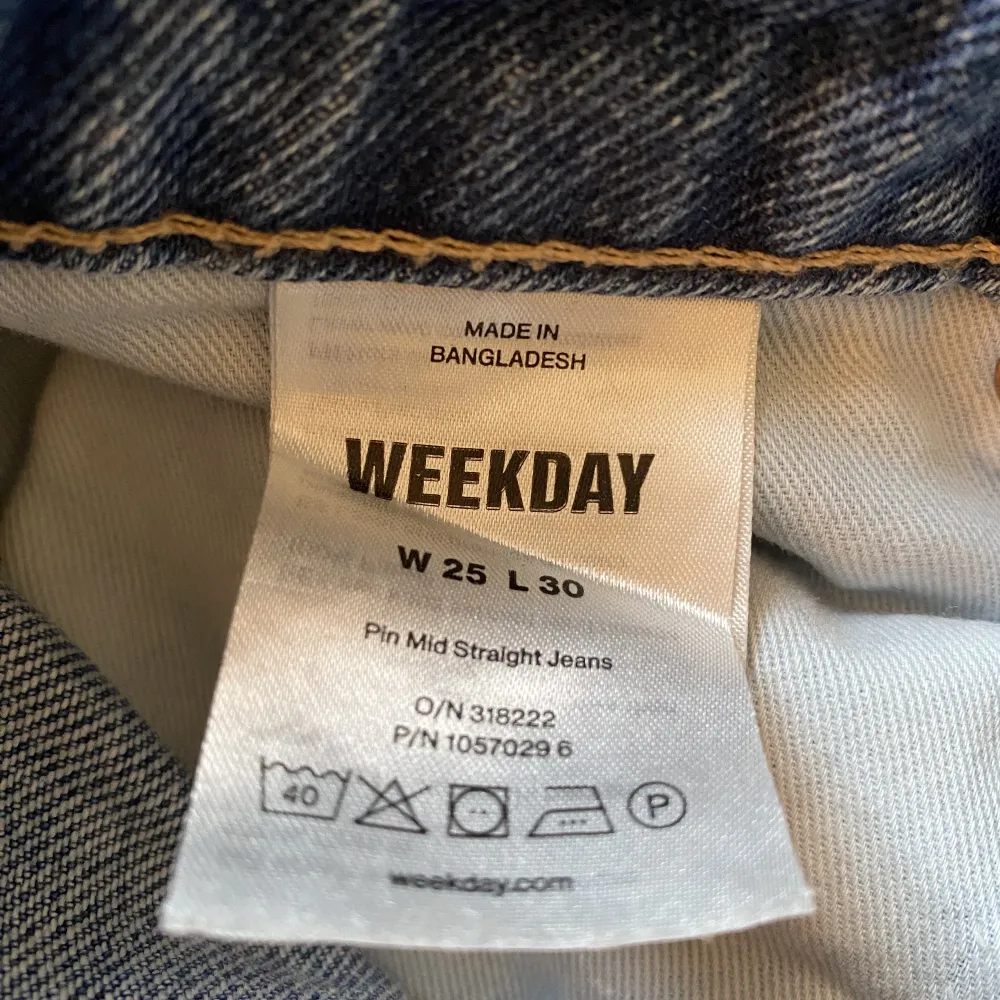 MADE IN
BANGLADESH
WEEKDAY
W 25 L 30
Pin Mid Straight Jeans
O/N 318222
P/N 1057029 6
40 P
weekday.com